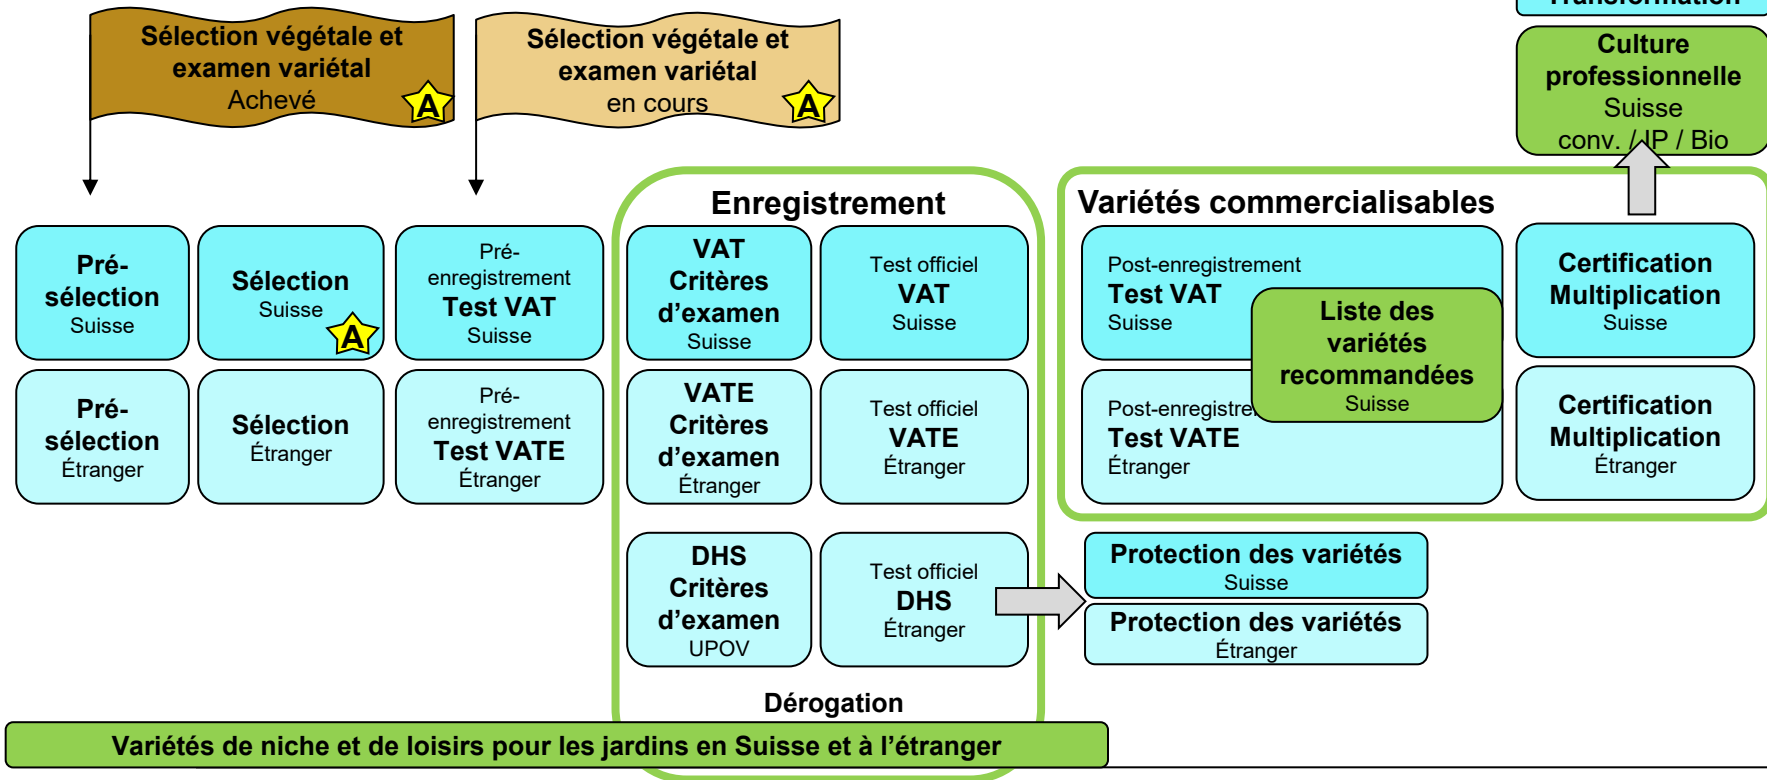 Transformation
Culture
professionnelle
Suisse
conv. / IP / Bio
Sélection végétale et
examen variétal
Achevé
A
Sélection végétale et
examen variétal
en cours
A
Enregistrement
Variétés commercialisables
Pré-
sélection
Suisse
Sélection
Suisse
A
Pré-
enregistrement
Test VAT
Suisse
VAT
Critères
d'examen
Suisse
Test officiel
VAT
Suisse
Post-enregistrement
Test VAT
Suisse
Liste des
variétés
recommandées
Suisse
Certification
Multiplication
Suisse
Pré-
sélection
Étranger
Sélection
Étranger
Pré-
enregistrement
Test VATE
Étranger
VATE
Critères
d'examen
Étranger
Test officiel
VATE
Étranger
Post-enregistre
Test VATE
Étranger
Certification
Multiplication
Étranger
DHS
Critères
d'examen
UPOV
Test officiel
DHS
Étranger
Protection des variétés
Suisse
Protection des variétés
Étranger
Dérogation
Variétés de niche et de loisirs pour les jardins en Suisse et à l'étranger